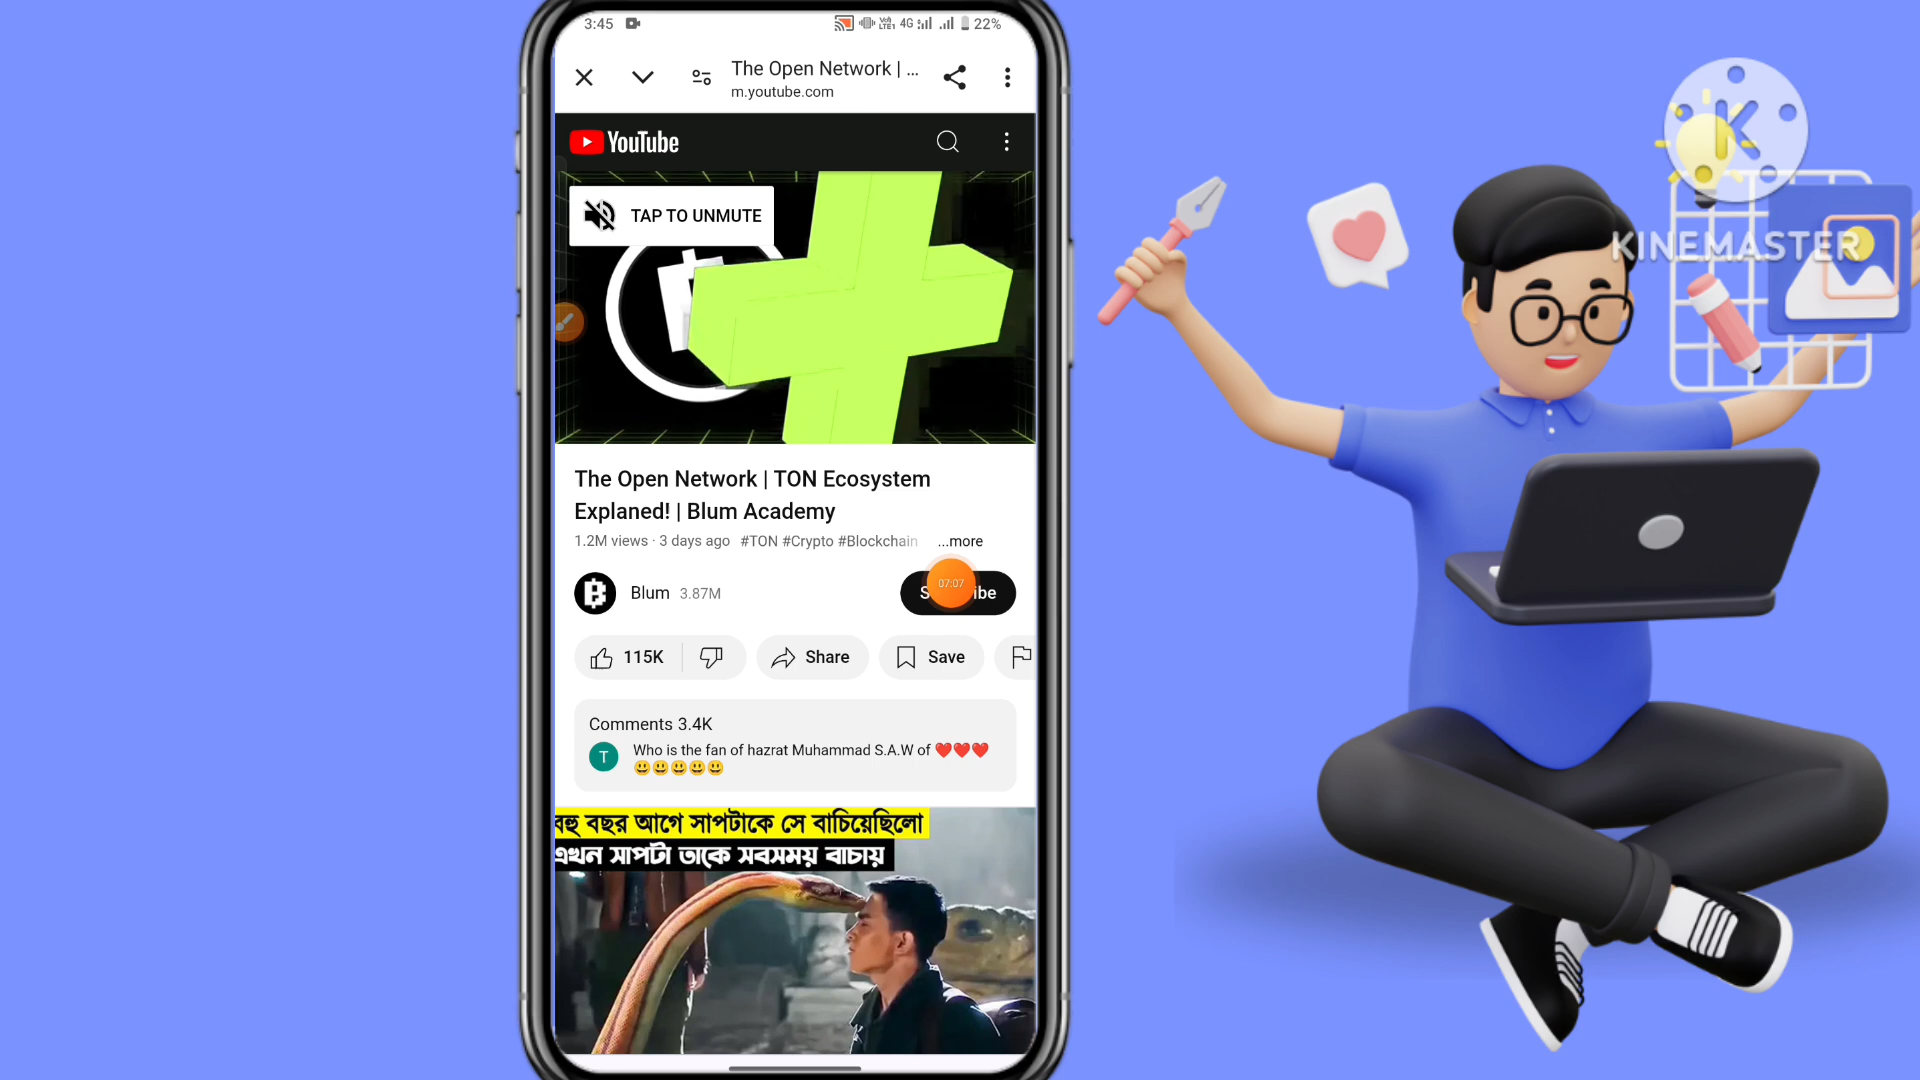 3:45
4G
22%
The Open Network | ...
m.youtube.com
YouTube
TAP TO UNMUTE
The Open Network | TON Ecosystem
Explaned! | Blum Academy
1.2M views · 3 days ago #TON #Crypto #Blockchain ...more
Blum 3.87M
07:07
115K
Share
Save
Comments 3.4K
T
Who is the fan of hazrat Muhammad S.A.W of ❤️❤️❤️
😃😃😃😃😃
বহু বছর আগে সাপটাকে সে বাচিয়েছিলো
এখন সাপটা তাকে সবসময় বাচায়
K
KINEMASTER